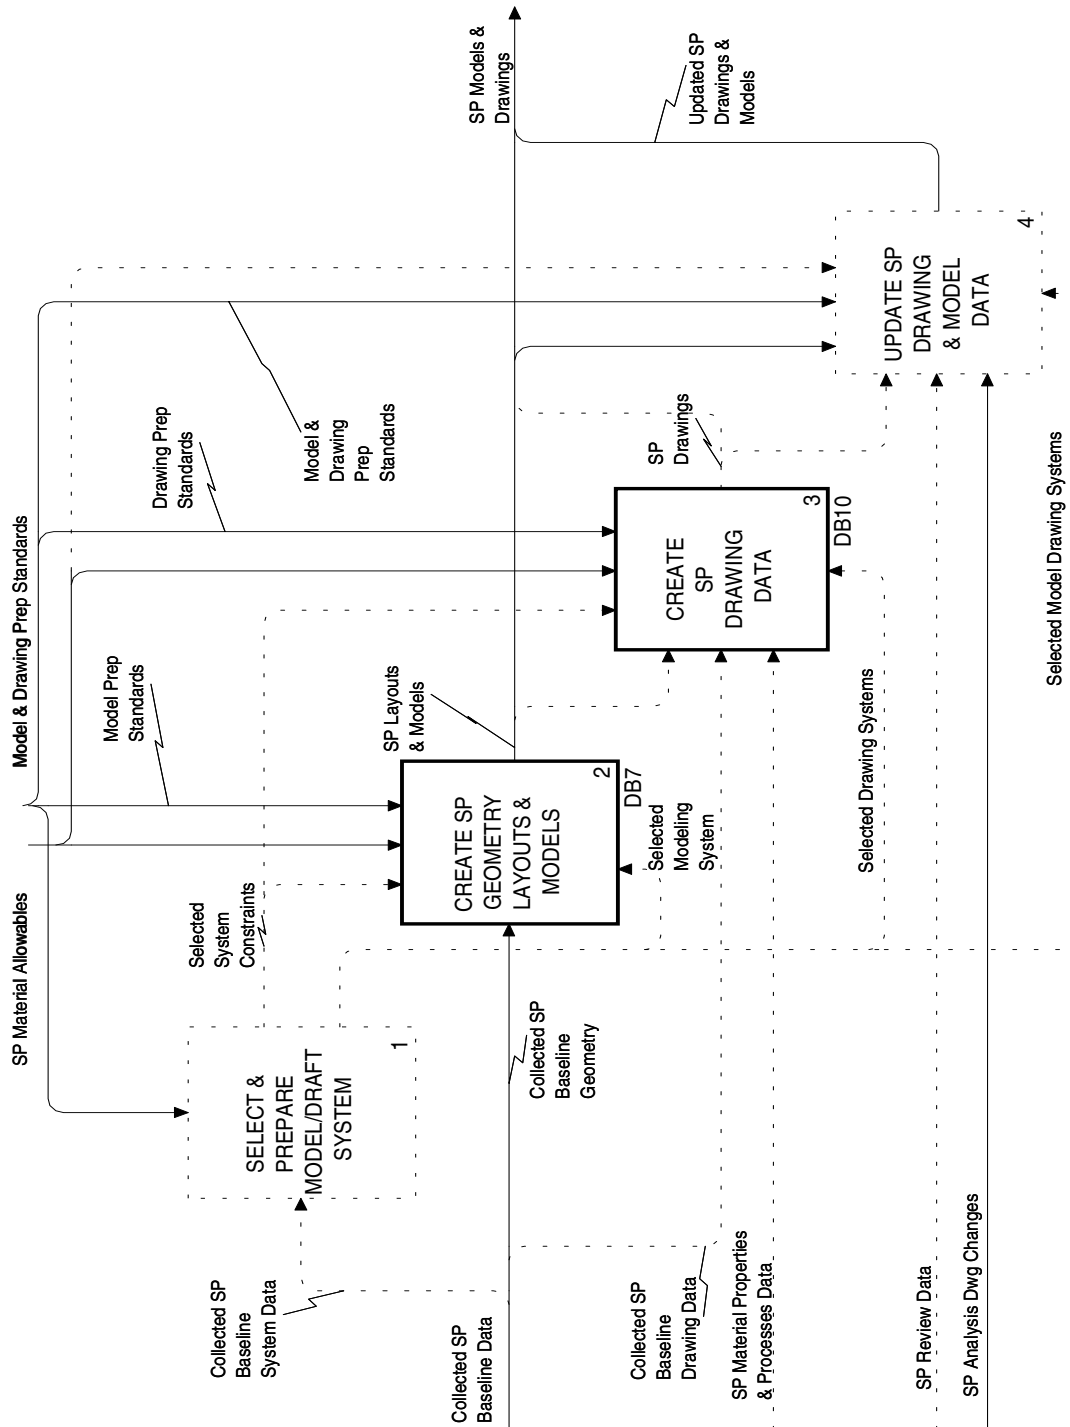 SP Material Allowables
Model & Drawing Prep Standards
Model Prep
Standards
Drawing Prep
Standards
Model &
Drawing
Prep
Standards
Selected
System
Constraints
SP Models &
Drawings
Updated SP
Drawings &
Models
Collected SP
Baseline
System Data
SELECT &
PREPARE
MODEL/DRAFT
SYSTEM
1
SP Layouts
& Models
CREATE SP
GEOMETRY
LAYOUTS &
MODELS
2
DB7
Selected
Modeling
System
Collected SP
Baseline Data
Collected SP
Baseline
Geometry
SP
Drawings
CREATE
SP
DRAWING
DATA
3
DB10
Collected SP
Baseline
Drawing Data
SP Material Properties
& Processes Data
Selected Drawing Systems
UPDATE SP
DRAWING
& MODEL
DATA
4
SP Review Data
SP Analysis Dwg Changes
Selected Model Drawing Systems